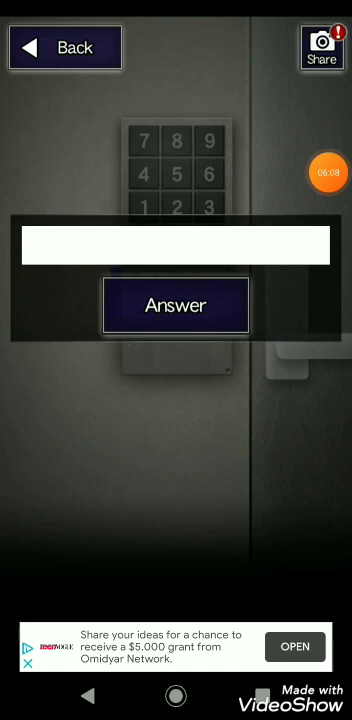 Back
Share
7 8 9
4 5 6
06:08
1 2 3
Answer
Share your ideas for a chance to
teenVOGUE receive a $5,000 grant from
Omidyar Network.
OPEN
Made with
VideoShow